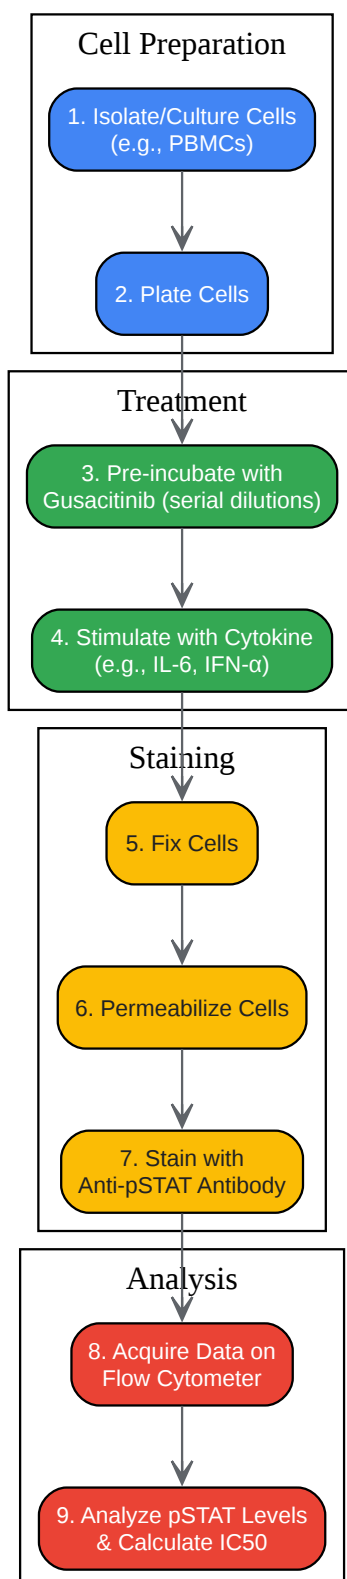 Cell Preparation
1. Isolate/Culture Cells
(e.g., PBMCs)
2. Plate Cells
Treatment
3. Pre-incubate with
Gusacitinib (serial dilutions)
4. Stimulate with Cytokine
(e.g., IL-6, IFN-α)
Staining
5. Fix Cells
6. Permeabilize Cells
7. Stain with
Anti-pSTAT Antibody
Analysis
8. Acquire Data on
Flow Cytometer
9. Analyze pSTAT Levels
& Calculate IC50